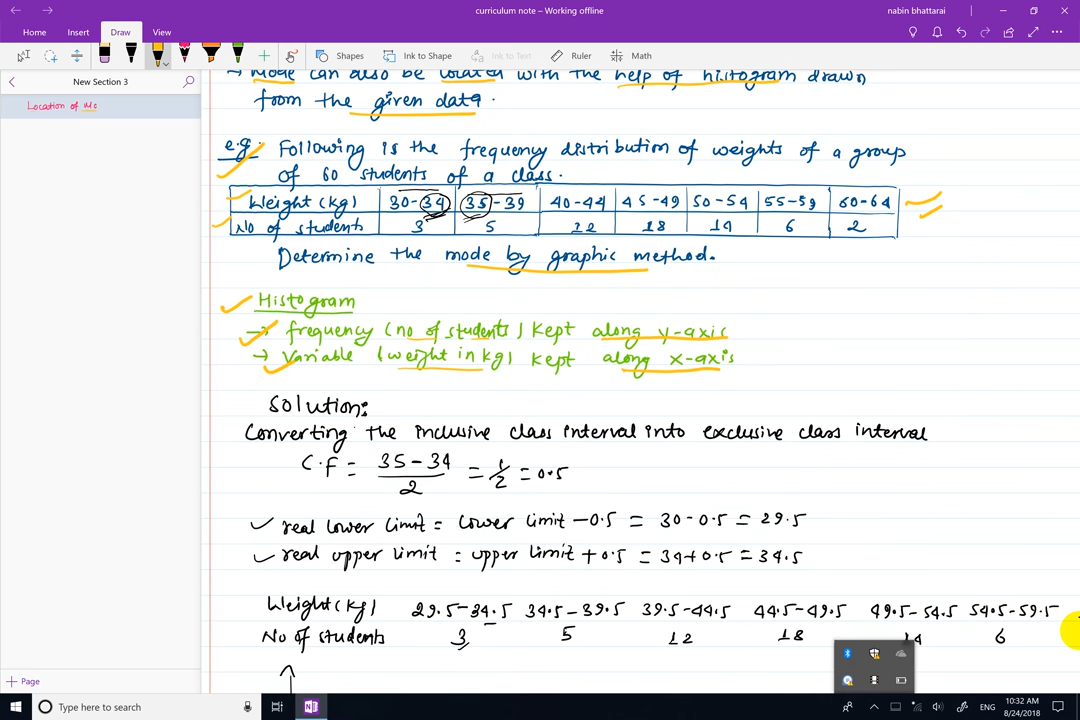 curriculum note – Working offline
nabin bhattarai
Home Insert Draw View
Shapes Ink to Shape Ink to Text Ruler Math
New Section 3
Location of Mo
→ Mode can also be located with the help of histogram drawn
from the given data.
e.g. Following is the frequency distribution of weights of a group
of 60 students of a class.
Weight (kg) 30-34 35-39 40-44 45-49 50-54 55-59 60-64
No of students 3 5 12 18 14 6 2
Determine the mode by graphic method.
Histogram
→ frequency (no of students) kept along y-axis
→ variable (weight in kg) kept along x-axis
Solution:
Converting the inclusive class interval into exclusive class interval
C.F = 35-34 / 2 = 1/2 = 0.5
✓ real lower limit = lower limit - 0.5 = 30 - 0.5 = 29.5
✓ real upper limit = upper limit + 0.5 = 34 + 0.5 = 34.5
Weight (kg) 29.5-34.5 34.5-39.5 39.5-44.5 44.5-49.5 49.5-54.5 54.5-59.5
No of students 3 5 12 18 14 6
+ Page
Type here to search
ENG
10:32 AM
8/24/2018